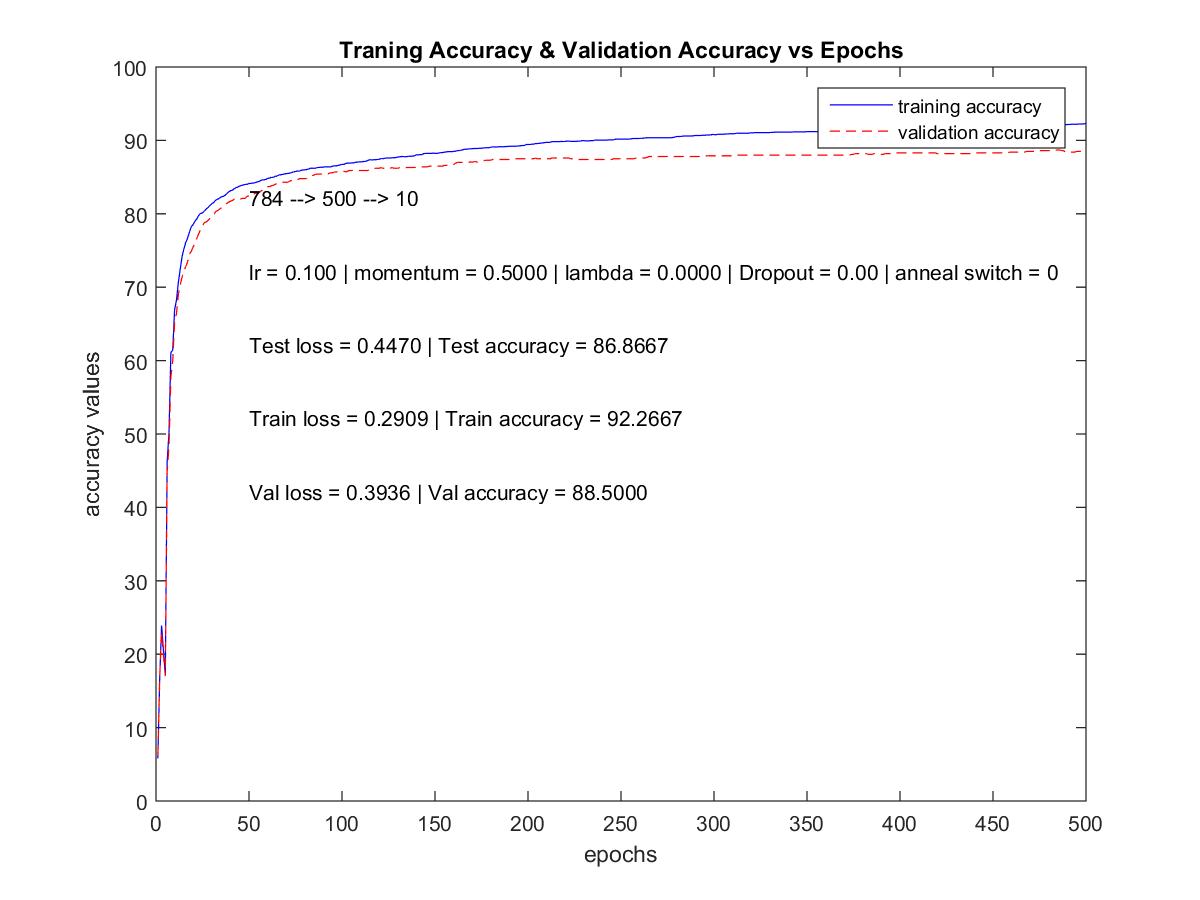 Traning Accuracy & Validation Accuracy vs Epochs
100
90
80
70
60
50
40
30
20
10
0
accuracy values
training accuracy
validation accuracy
784 --> 500 --> 10
lr = 0.100 | momentum = 0.5000 | lambda = 0.0000 | Dropout = 0.00 | anneal switch = 0
Test loss = 0.4470 | Test accuracy = 86.8667
Train loss = 0.2909 | Train accuracy = 92.2667
Val loss = 0.3936 | Val accuracy = 88.5000
0 50 100 150 200 250 300 350 400 450 500
epochs